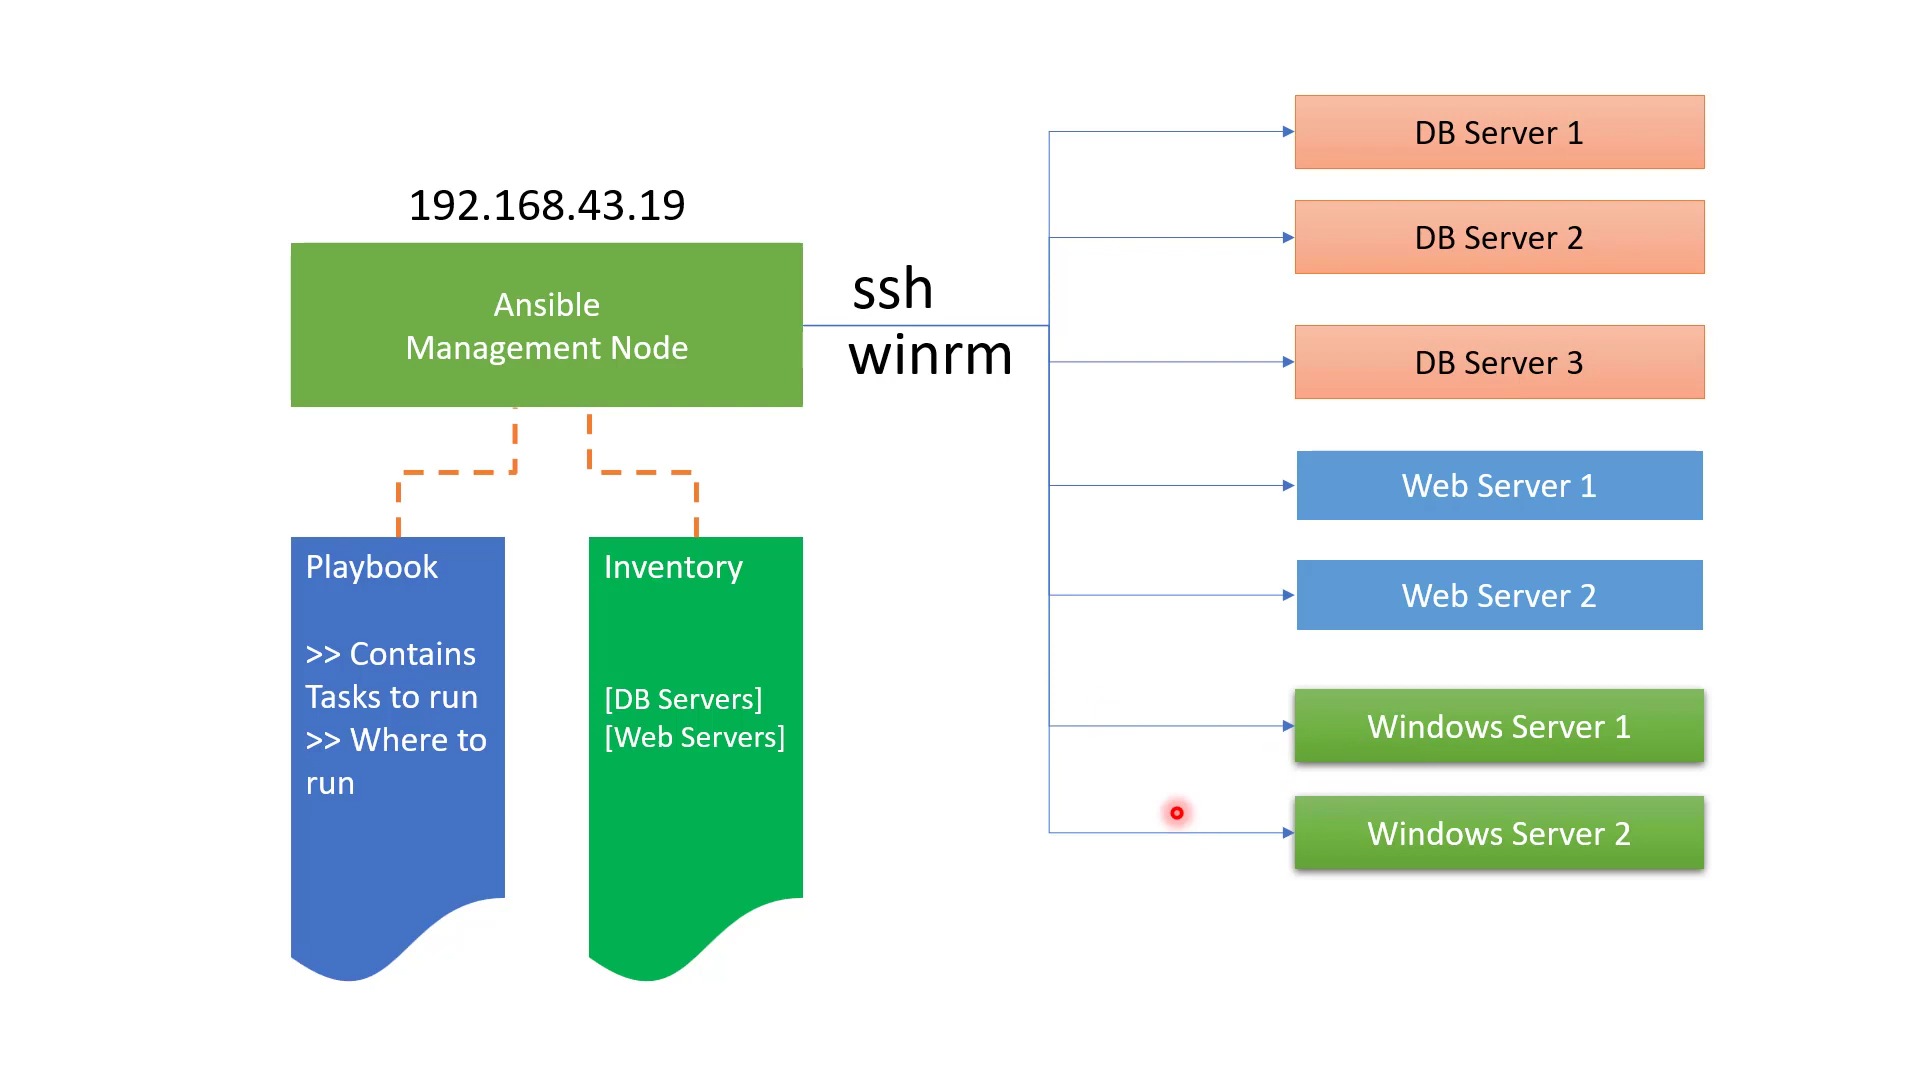 192.168.43.19
Ansible
Management Node
ssh
winrm
Playbook
>> Contains
Tasks to run
>> Where to
run
Inventory
[DB Servers]
[Web Servers]
DB Server 1
DB Server 2
DB Server 3
Web Server 1
Web Server 2
Windows Server 1
Windows Server 2